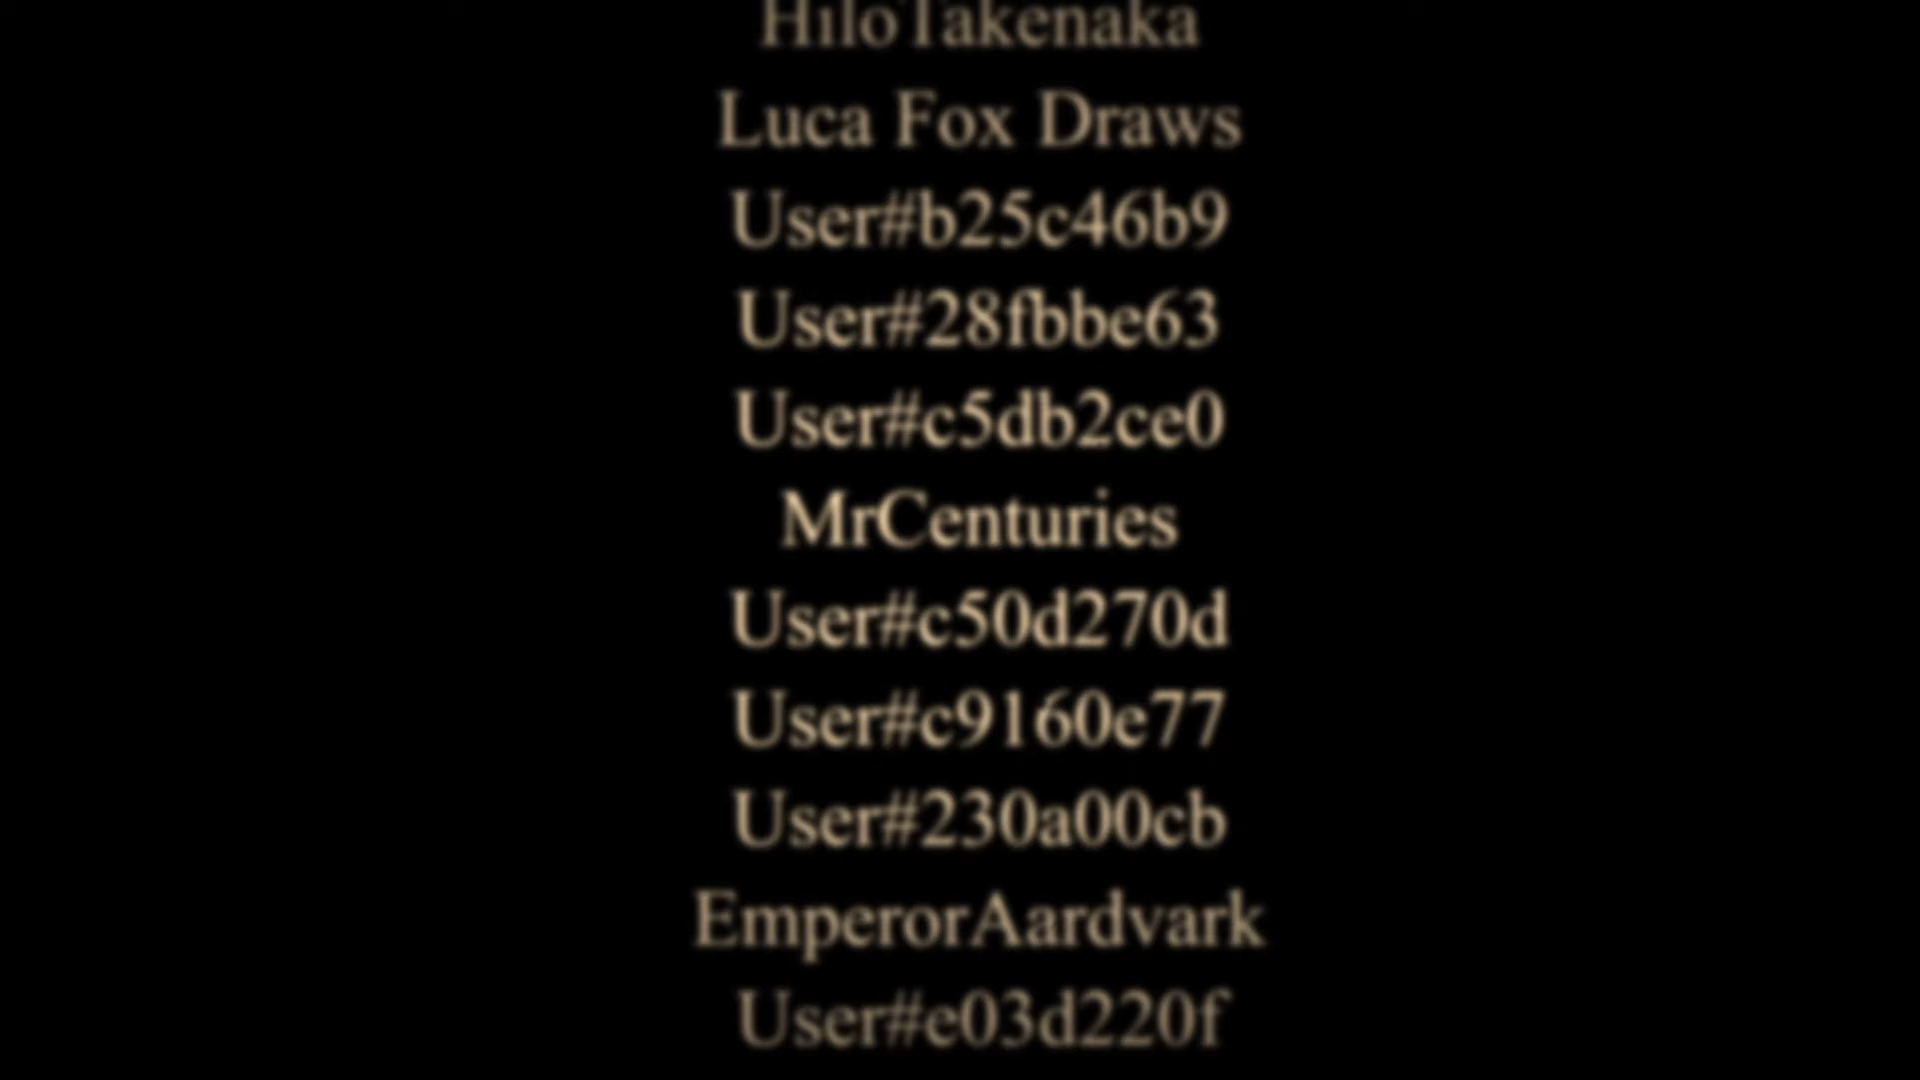 HiloTakenaka
Luca Fox Draws
User#b25c46b9
User#28fbbe63
User#c5db2ce0
MrCenturies
User#c50d270d
User#c9160e77
User#230a00cb
EmperorAardvark
User#e03d220f